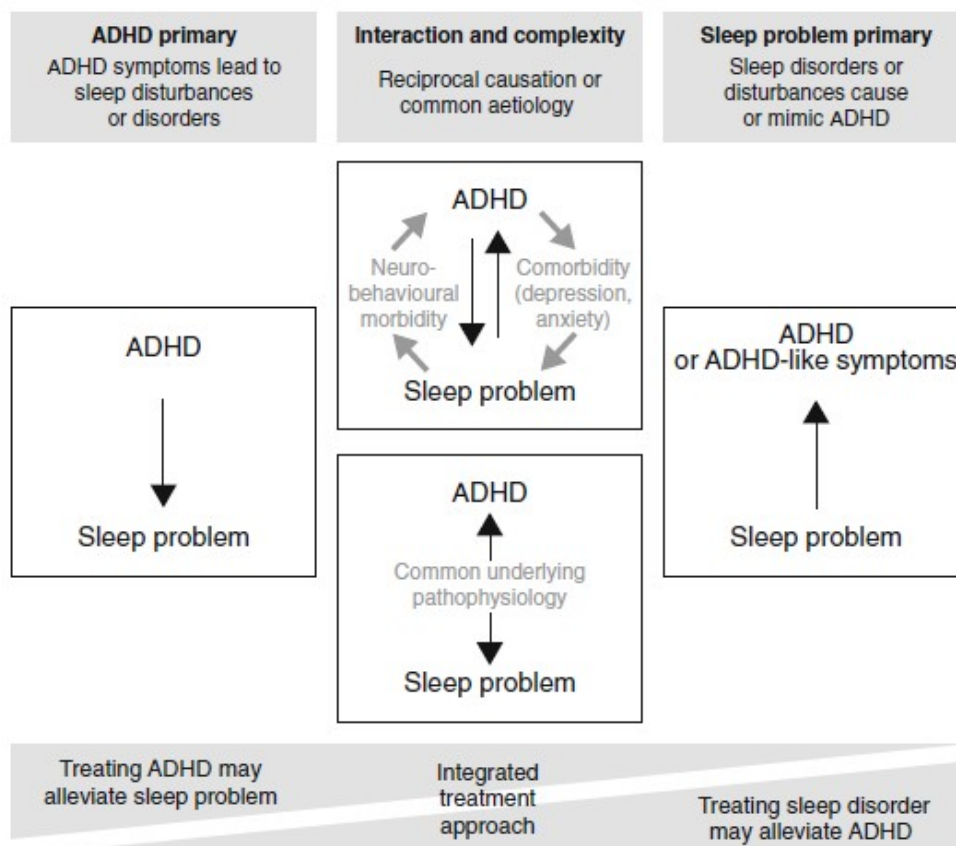 ADHD primary
ADHD symptoms lead to
sleep disturbances
or disorders
Interaction and complexity
Reciprocal causation or
common aetiology
Sleep problem primary
Sleep disorders or
disturbances cause
or mimic ADHD
ADHD
Sleep problem
ADHD
Neuro-
behavioural
morbidity
Comorbidity
(depression,
anxiety)
Sleep problem
ADHD
Common underlying
pathophysiology
Sleep problem
ADHD
or ADHD-like symptoms
Sleep problem
Treating ADHD may
alleviate sleep problem
Integrated
treatment
approach
Treating sleep disorder
may alleviate ADHD